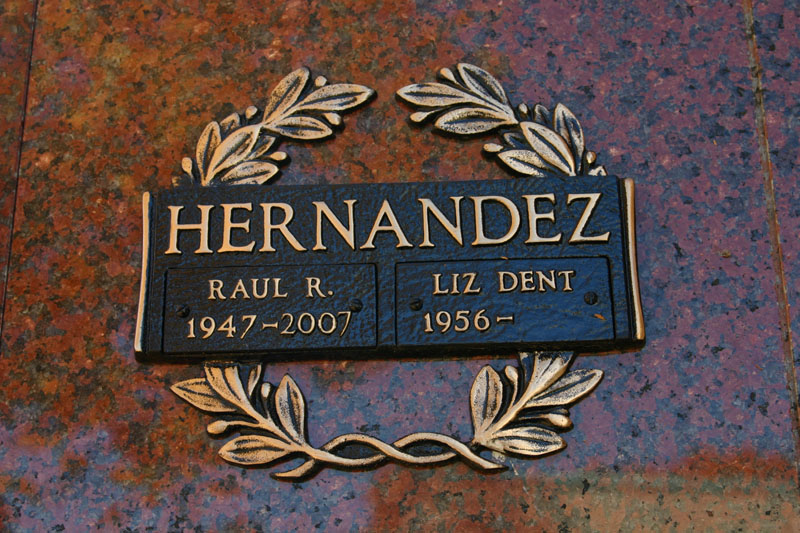 HERNANDEZ
RAUL R.
1947-2007
LIZ DENT
1956-